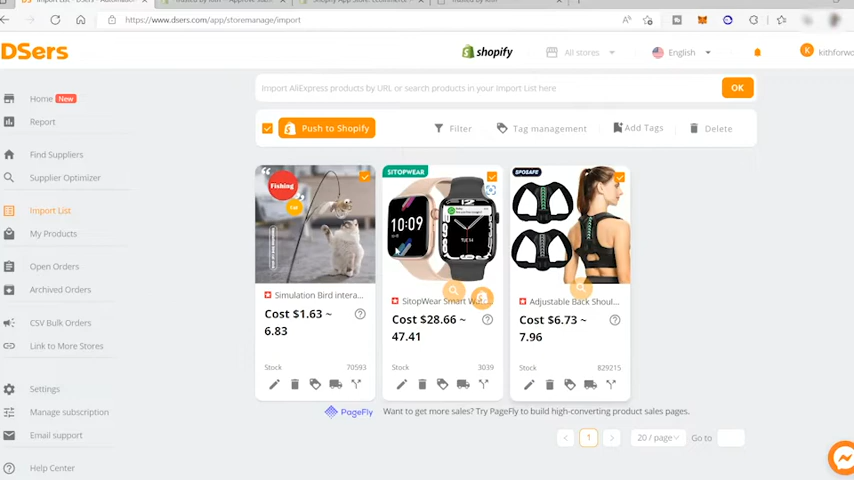 https://www.dsers.com/app/storemanage/import
DSers
shopify
All stores
English
K
kithforwo
Home New
Report
Find Suppliers
Supplier Optimizer
Import List
My Products
Open Orders
Archived Orders
CSV Bulk Orders
Link to More Stores
Settings
Manage subscription
Email support
Help Center
Import AliExpress products by URL or search products in your Import List here
OK
Push to Shopify
Filter
Tag management
Add Tags
Delete
Fishing
Simulation Bird intera...
Cost $1.63 ~
6.83
Stock 70593
SITOPWEAR
10:09
SitopWear Smart W
Cost $28.66 ~
47.41
Stock 3039
Adjustable Back Shoul...
Cost $6.73 ~
7.96
Stock 829215
PageFly
Want to get more sales? Try PageFly to build high-converting product sales pages.
1
20 / page
Go to